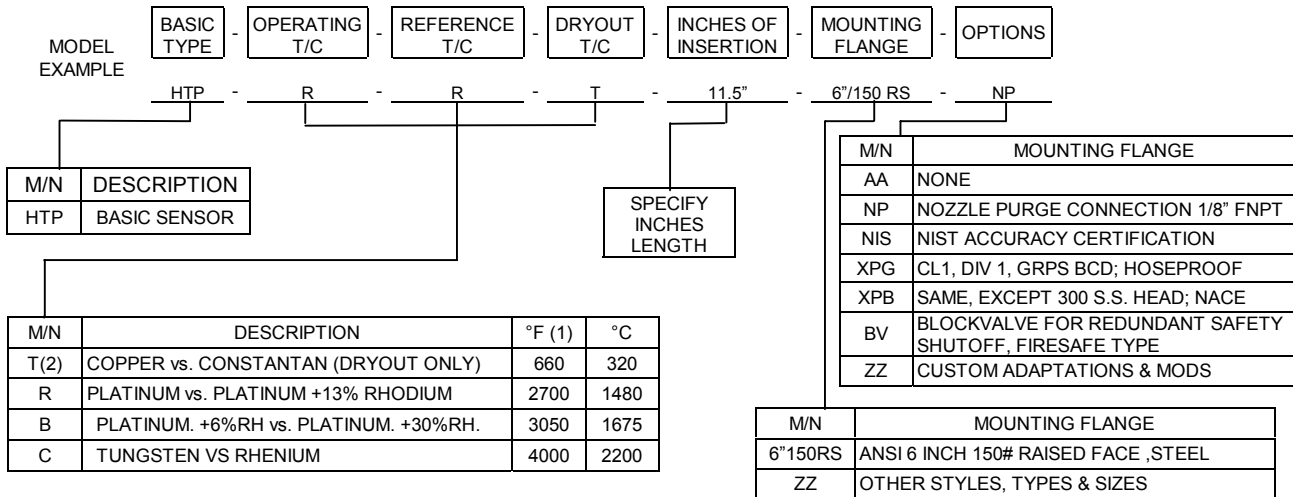 BASIC TYPE - OPERATING T/C - REFERENCE T/C - DRYOUT T/C - INCHES OF INSERTION - MOUNTING FLANGE - OPTIONS
MODEL EXAMPLE
HTP - R - R - T - 11.5” - 6”/150 RS - NP
M/N DESCRIPTION
HTP BASIC SENSOR
SPECIFY
INCHES
LENGTH
M/N MOUNTING FLANGE
AA NONE
NP NOZZLE PURGE CONNECTION 1/8” FNPT
NIS NIST ACCURACY CERTIFICATION
XPG CL1, DIV 1, GRPS BCD; HOSEPROOF
XPB SAME, EXCEPT 300 S.S. HEAD; NACE
BV BLOCKVALVE FOR REDUNDANT SAFETY
SHUTOFF, FIRESAFE TYPE
ZZ CUSTOM ADAPTATIONS & MODS
M/N DESCRIPTION °F (1) °C
T(2) COPPER vs. CONSTANTAN (DRYOUT ONLY) 660 320
R PLATINUM vs. PLATINUM +13% RHODIUM 2700 1480
B PLATINUM. +6%RH vs. PLATINUM. +30%RH. 3050 1675
C TUNGSTEN VS RHENIUM 4000 2200
M/N MOUNTING FLANGE
6”150RS ANSI 6 INCH 150# RAISED FACE ,STEEL
ZZ OTHER STYLES, TYPES & SIZES